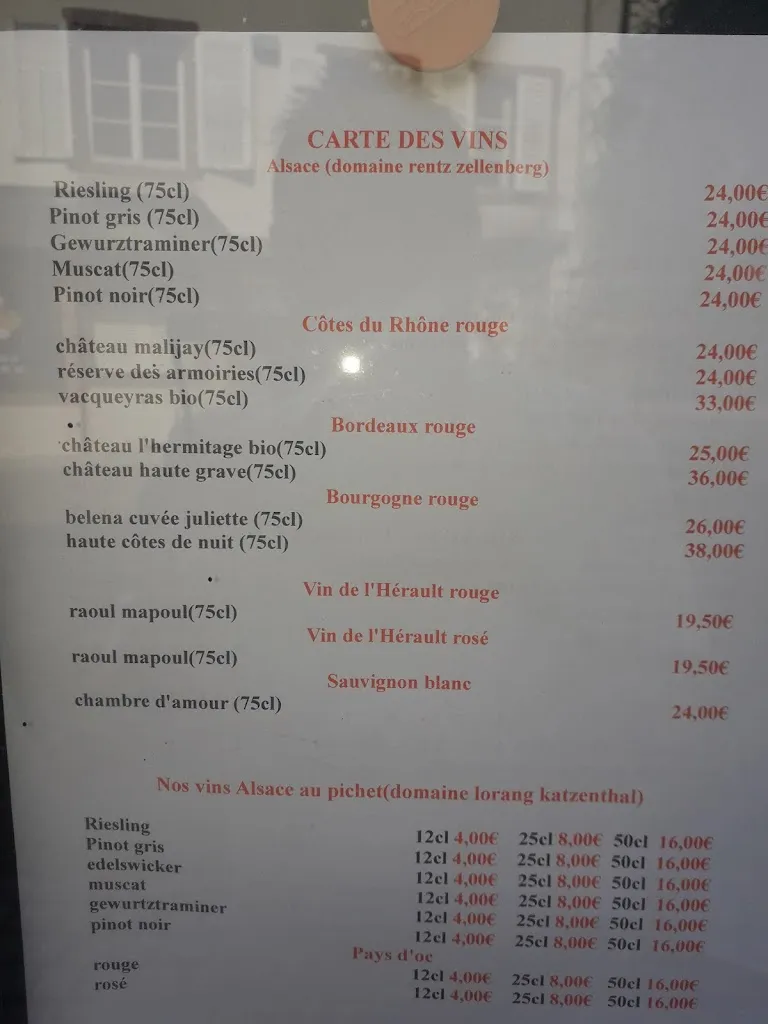 CARTE DES VINS
Alsace (domaine rentz zellenberg)
Riesling (75cl) 24,00€
Pinot gris (75cl) 24,00€
Gewurztraminer(75cl) 24,00€
Muscat(75cl) 24,00€
Pinot noir(75cl) 24,00€
Côtes du Rhône rouge
château malijay(75cl) 24,00€
réserve des armoiries(75cl) 24,00€
vacqueyras bio(75cl) 33,00€
Bordeaux rouge
château l'hermitage bio(75cl) 25,00€
château haute grave(75cl) 36,00€
Bourgogne rouge
belena cuvée juliette (75cl) 26,00€
haute côtes de nuit (75cl) 38,00€
Vin de l'Hérault rouge
raoul mapoul(75cl) 19,50€
Vin de l'Hérault rosé
raoul mapoul(75cl) 19,50€
Sauvignon blanc
chambre d'amour (75cl) 24,00€
Nos vins Alsace au pichet(domaine lorang katzenthal)
Riesling 12cl 4,00€ 25cl 8,00€ 50cl 16,00€
Pinot gris 12cl 4,00€ 25cl 8,00€ 50cl 16,00€
edelswicker 12cl 4,00€ 25cl 8,00€ 50cl 16,00€
muscat 12cl 4,00€ 25cl 8,00€ 50cl 16,00€
gewurtztraminer 12cl 4,00€ 25cl 8,00€ 50cl 16,00€
pinot noir 12cl 4,00€ 25cl 8,00€ 50cl 16,00€
Pays d'oc
rouge 12cl 4,00€ 25cl 8,00€ 50cl 16,00€
rosé 12cl 4,00€ 25cl 8,00€ 50cl 16,00€